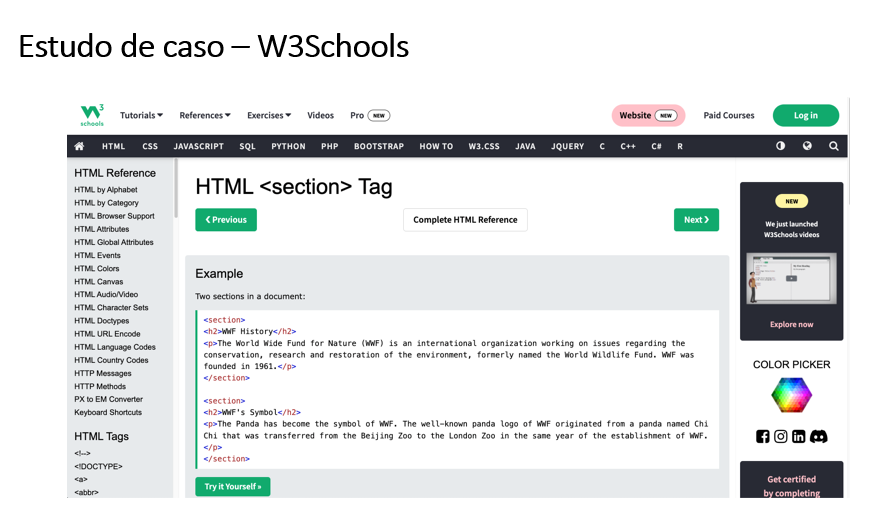 Estudo de caso – W3Schools
W3 schools
Tutorials References Exercises Videos Pro NEW Website NEW Paid Courses Log in
HTML CSS JAVASCRIPT SQL PYTHON PHP BOOTSTRAP HOW TO W3.CSS JAVA JQUERY C C++ C# R
HTML Reference
HTML by Alphabet
HTML by Category
HTML Browser Support
HTML Attributes
HTML Global Attributes
HTML Events
HTML Colors
HTML Canvas
HTML Audio/Video
HTML Character Sets
HTML Doctypes
HTML URL Encode
HTML Language Codes
HTML Country Codes
HTTP Messages
HTTP Methods
PX to EM Converter
Keyboard Shortcuts
HTML Tags
<!-->
<!DOCTYPE>
<a>
<abbr>
HTML <section> Tag
❮ Previous Complete HTML Reference Next ❯
Example
Two sections in a document:
<section>
<h2>WWF History</h2>
<p>The World Wide Fund for Nature (WWF) is an international organization working on issues regarding the
conservation, research and restoration of the environment, formerly named the World Wildlife Fund. WWF was
founded in 1961.</p>
</section>
<section>
<h2>WWF's Symbol</h2>
<p>The Panda has become the symbol of WWF. The well-known panda logo of WWF originated from a panda named Chi
Chi that was transferred from the Beijing Zoo to the London Zoo in the same year of the establishment of WWF.
</p>
</section>
Try it Yourself »
NEW
We just launched
W3Schools videos
Explore now
COLOR PICKER
Get certified
by completing